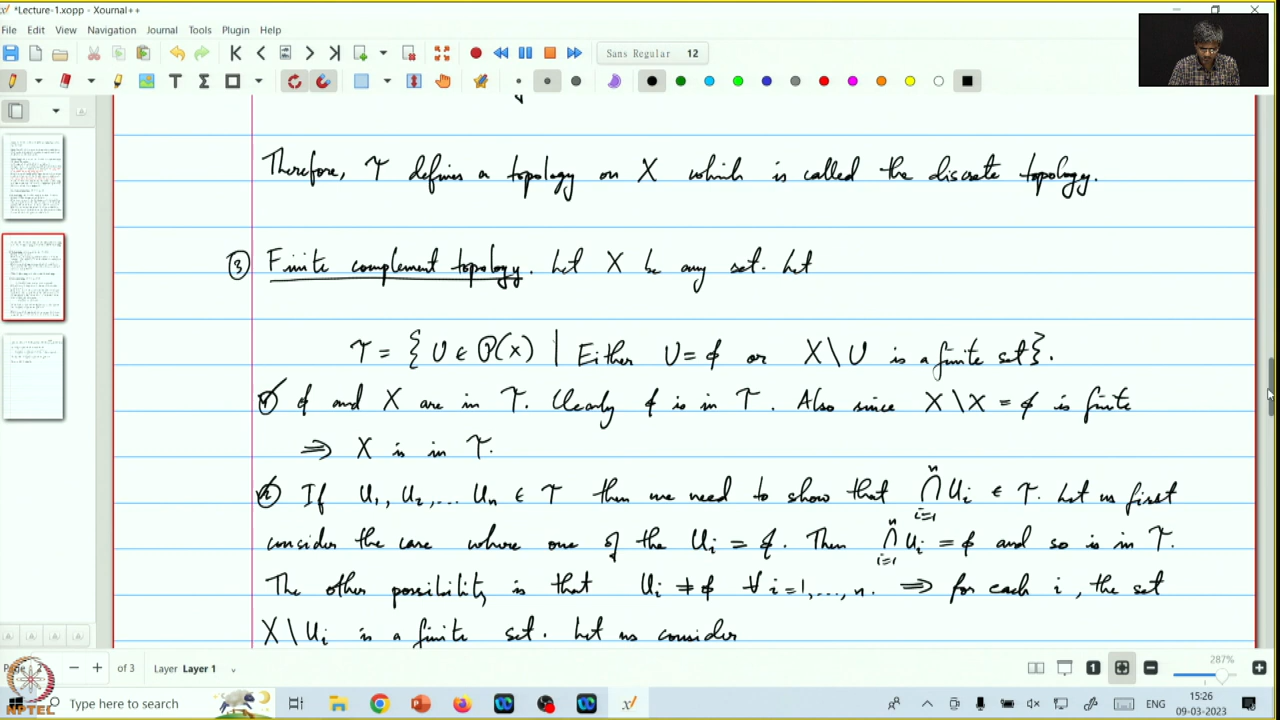 *Lecture-1.xopp - Xournal++
File Edit View Navigation Journal Tools Plugin Help
Sans Regular 12
Therefore, τ defines a topology on X which is called the discrete topology.
③ Finite complement topology. Let X be any set. Let
τ = { U ∈ P(X) | Either U = ϕ or X \ U is a finite set }.
ϕ and X are in τ. Clearly ϕ is in τ. Also since X \ X = ϕ is finite
⇒ X is in τ.
If U₁, U₂, ... Uₙ ∈ τ then we need to show that ⋂ᵢ₌₁ⁿ Uᵢ ∈ τ. Let us first
consider the case where one of the Uᵢ = ϕ. Then ⋂ᵢ₌₁ⁿ Uᵢ = ϕ and so is in τ.
The other possibility is that Uᵢ ≠ ϕ ∀ i = 1, ..., n. ⇒ for each i, the set
X \ Uᵢ is a finite set. Let us consider
of 3 Layer Layer 1 287%
NPTEL
Type here to search
ENG
15:26
09-03-2023